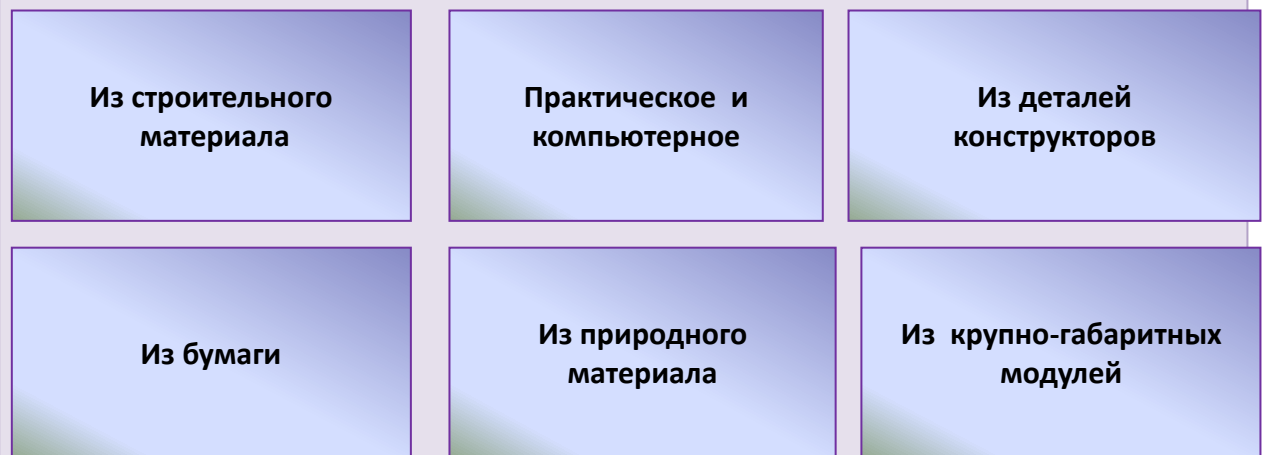 Из строительного
материала
Практическое и
компьютерное
Из деталей
конструкторов
Из бумаги
Из природного
материала
Из крупно-габаритных
модулей